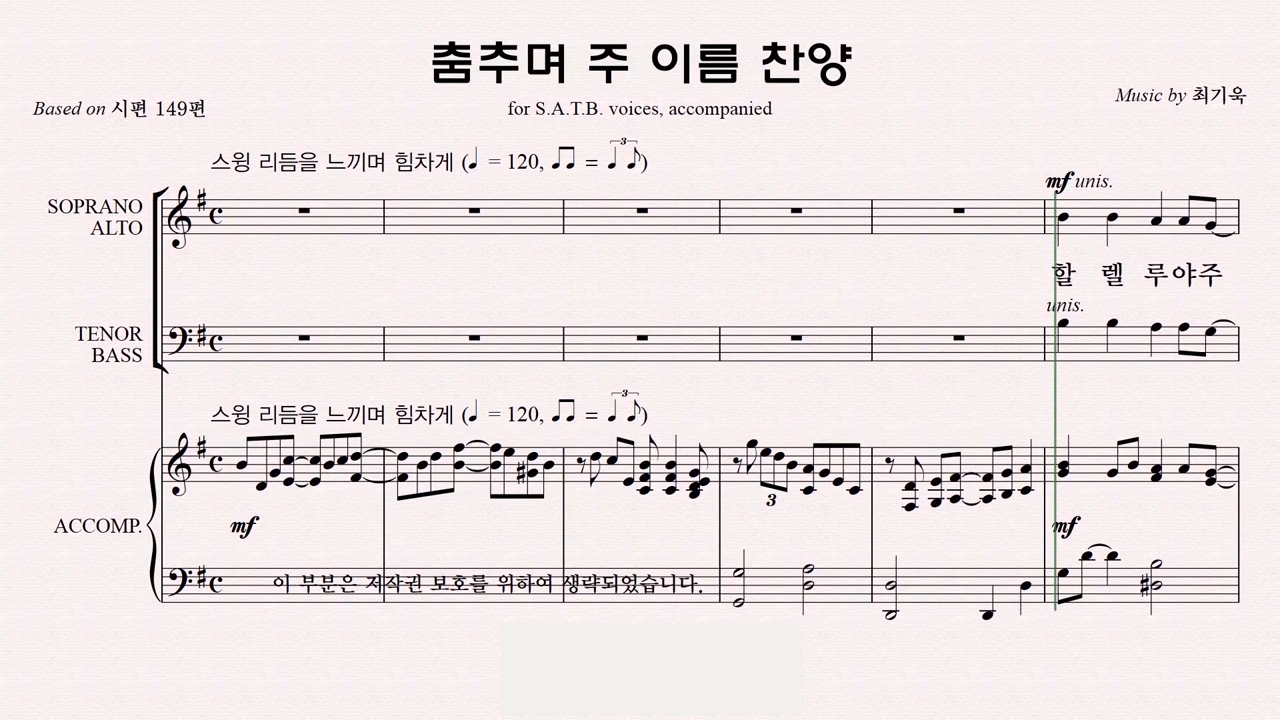 춤추며 주 이름 찬양
Based on 시편 149편
for S.A.T.B. voices, accompanied
Music by 최기욱
스윙 리듬을 느끼며 힘차게 (♩ = 120, ♫ = ♩ ♪)
3
SOPRANO
ALTO
mf unis.
할 렐 루야주
unis.
TENOR
BASS
스윙 리듬을 느끼며 힘차게 (♩ = 120, ♫ = ♩ ♪)
3
3
ACCOMP.
mf
mf
이 부분은 저작권 보호를 위하여 생략되었습니다.